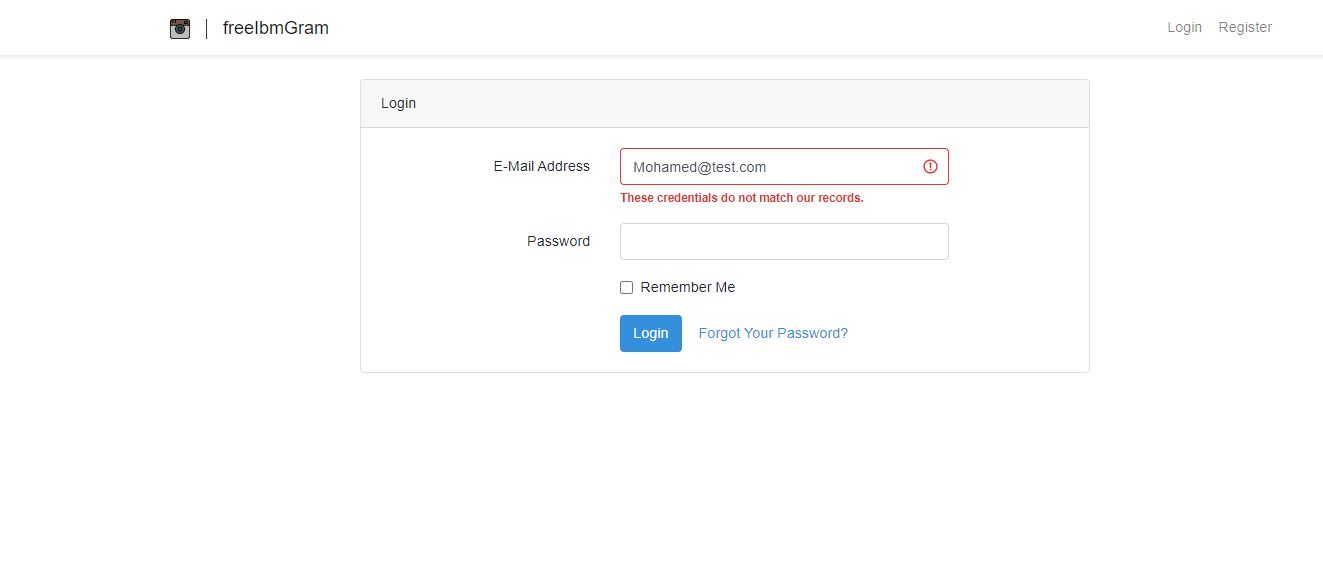 freeIbmGram
Login Register
Login
E-Mail Address
Mohamed@test.com
These credentials do not match our records.
Password
Remember Me
Login Forgot Your Password?